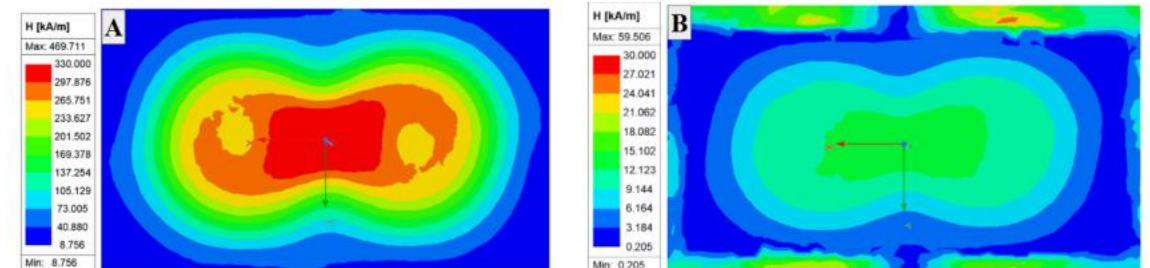 H [kA/m]
Max: 469.711
330.000
297.876
265.751
233.627
201.502
169.378
137.254
105.129
73.005
40.880
8.756
Min: 8.756
A
H [kA/m]
Max: 59.506
30.000
27.021
24.041
21.062
18.082
15.102
12.123
9.144
6.164
3.184
0.205
Min: 0.205
B